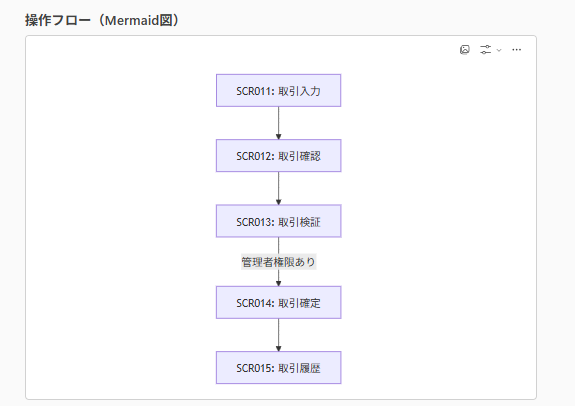 操作フロー（Mermaid図）
SCR011: 取引入力
SCR012: 取引確認
SCR013: 取引検証
管理者権限あり
SCR014: 取引確定
SCR015: 取引履歴